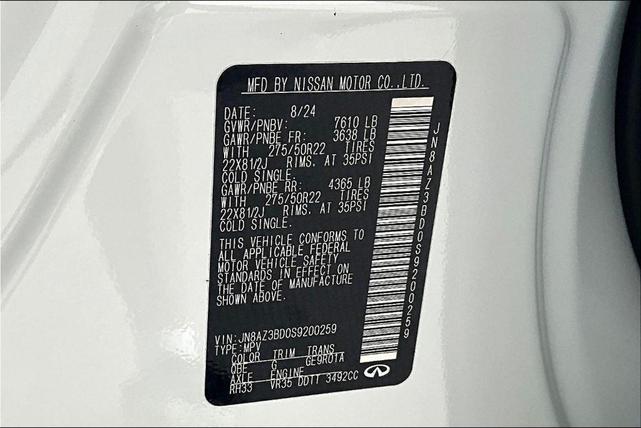 MFD BY NISSAN MOTOR CO.,LTD.
DATE: 8/24
GVWR/PNBV: 7610 LB
GAWR/PNBE FR: 3638 LB
WITH 275/50R22 TIRES
22X81/2J RIMS, AT 35PSI
COLD SINGLE.
GAWR/PNBE RR: 4365 LB
WITH 275/50R22 TIRES
22X81/2J RIMS, AT 35PSI
COLD SINGLE.
THIS VEHICLE CONFORMS TO
ALL APPLICABLE FEDERAL
MOTOR VEHICLE SAFETY
STANDARDS IN EFFECT ON
THE DATE OF MANUFACTURE
SHOWN ABOVE.
VIN:JN8AZ3BD0S9200259
TYPE:MPV
COLOR TRIM TRANS
QBE G GE9R01A
AXLE ENGINE
RH33 VR35 DDTT 3492CC
JN8AZ3BD0S9200259